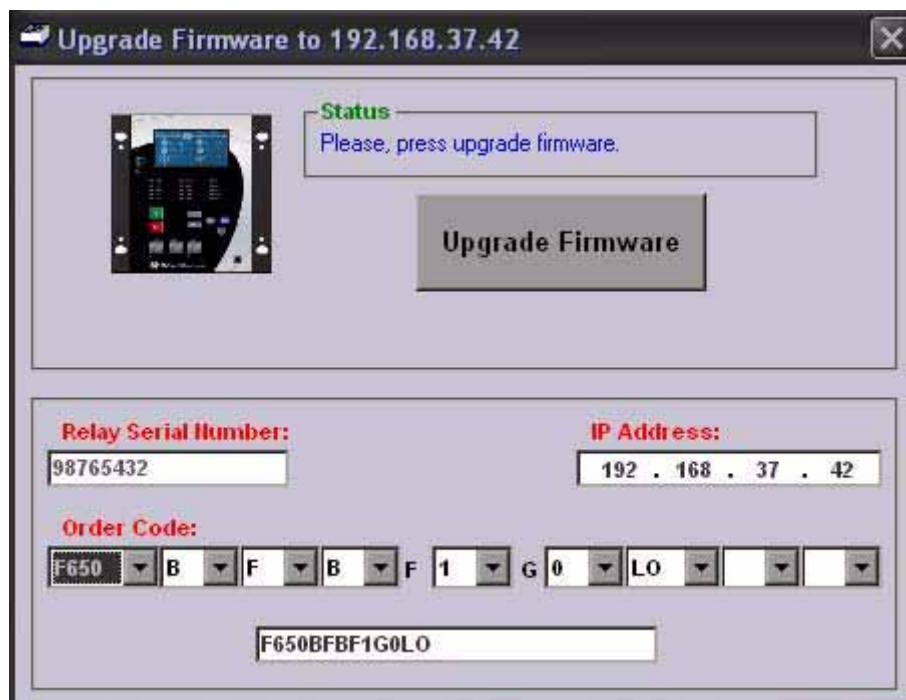 Upgrade Firmware to 192.168.37.42
Status
Please, press upgrade firmware.
Upgrade Firmware
Relay Serial Number: IP Address:
98765432 192 . 168 . 37 . 42
Order Code:
F650 B F B F 1 G 0 LO
F650BFBF1G0LO